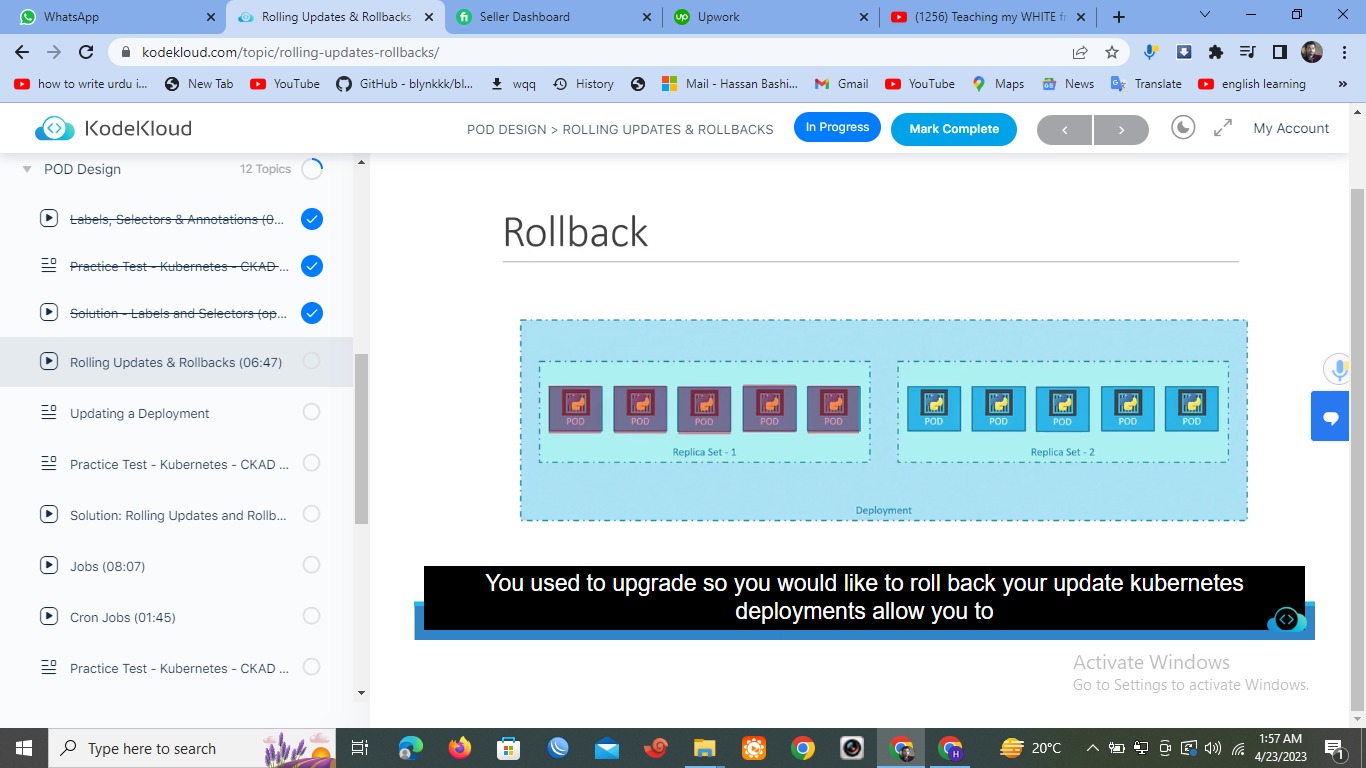 WhatsApp
Rolling Updates & Rollbacks
Seller Dashboard
Upwork
(1256) Teaching my WHITE fr
kodekloud.com/topic/rolling-updates-rollbacks/
how to write urdu i...
New Tab
YouTube
GitHub - blynkkk/bl...
wqq
History
Mail - Hassan Bashi...
Gmail
YouTube
Maps
News
Translate
english learning
»
KodeKloud
POD DESIGN > ROLLING UPDATES & ROLLBACKS
In Progress
Mark Complete
My Account
POD Design
12 Topics
Labels, Selectors & Annotations (0...
Practice Test - Kubernetes - CKAD ...
Solution - Labels and Selectors (op...
Rolling Updates & Rollbacks (06:47)
Updating a Deployment
Practice Test - Kubernetes - CKAD ...
Solution: Rolling Updates and Rollb...
Jobs (08:07)
Cron Jobs (01:45)
Practice Test - Kubernetes - CKAD ...
Rollback
POD POD POD POD POD
Replica Set - 1
POD POD POD POD POD
Replica Set - 2
Deployment
You used to upgrade so you would like to roll back your update kubernetes
deployments allow you to
Activate Windows
Go to Settings to activate Windows.
Type here to search
20°C
1:57 AM
4/23/2023